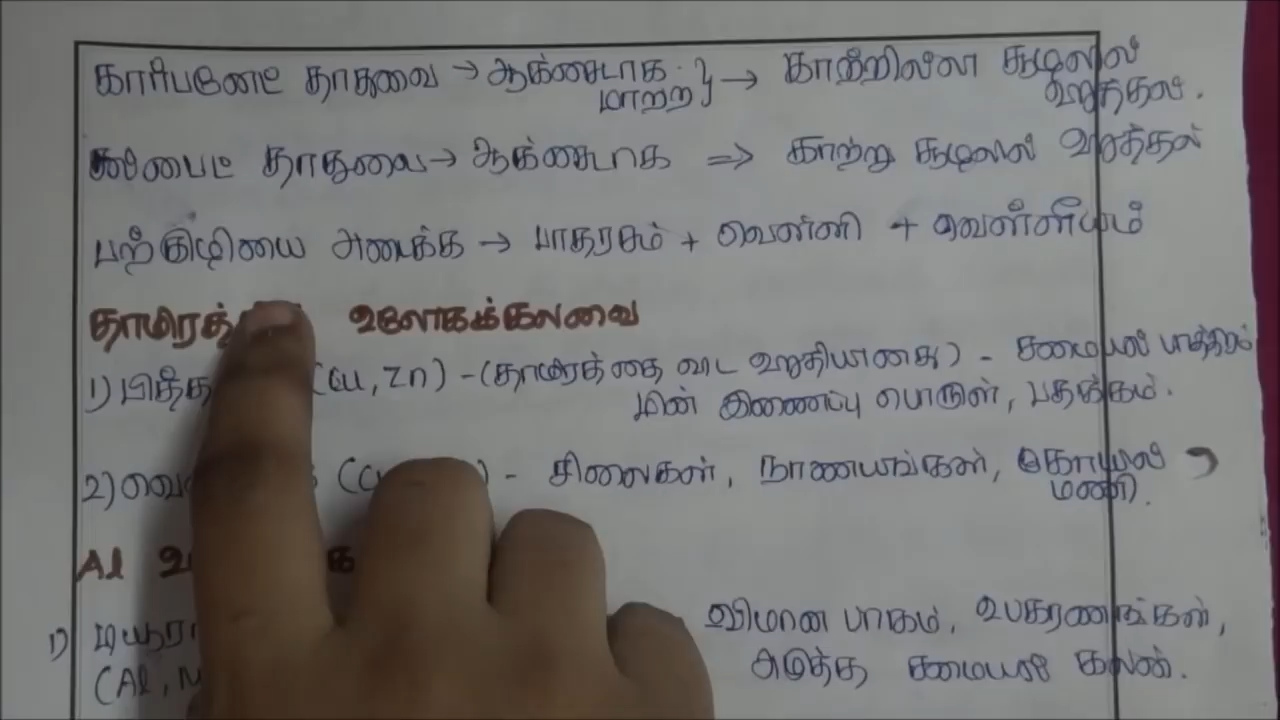 கார்பனேட் தாதுவை → ஆக்ஸைடாக மாற்ற} → காற்றில்லா சூழலில் வறுத்தல்.
சல்பைட் தாதுவை → ஆக்ஸைடாக ⇒ காற்று சூழலில் வறுத்தல்
பற்குழியை அடைக்க → பாதரசம் + வெள்ளி + வெள்ளீயம்
உலோகக்கலவை
1) (Cu, Zn) - (தாமிரத்தை விட உறுதியானது) - சமையல் பாத்திரம்
மின் இணைப்பு பொருள், பதக்கம்.
2) - சிலைகள், நாணயங்கள், கோயில்
மணி.
Al
1) விமான பாகம், உபகரணங்கள்,
(Al, அழுத்த சமையல் கலன்.